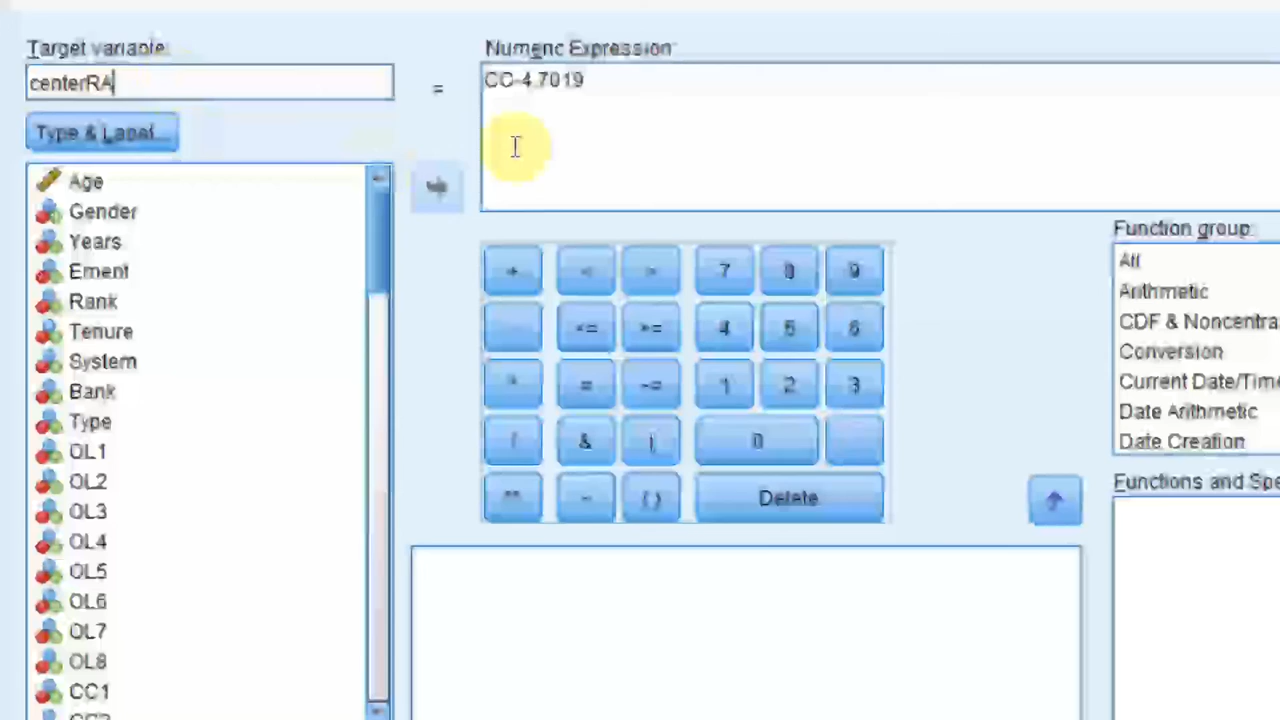 Target variable:
Numeric Expression:
centerRA
=
CC-4.7019
Type & Label...
Age
Gender
Years
Ement
Rank
Tenure
System
Bank
Type
OL1
OL2
OL3
OL4
OL5
OL6
OL7
OL8
CC1
+ < > 7 8 9
<= >= 4 5 6
* = ~= 1 2 3
/ & | 0
** ~ ( ) Delete
Function group:
All
Arithmetic
CDF & Noncentra
Conversion
Current Date/Time
Date Arithmetic
Date Creation
Functions and Spe